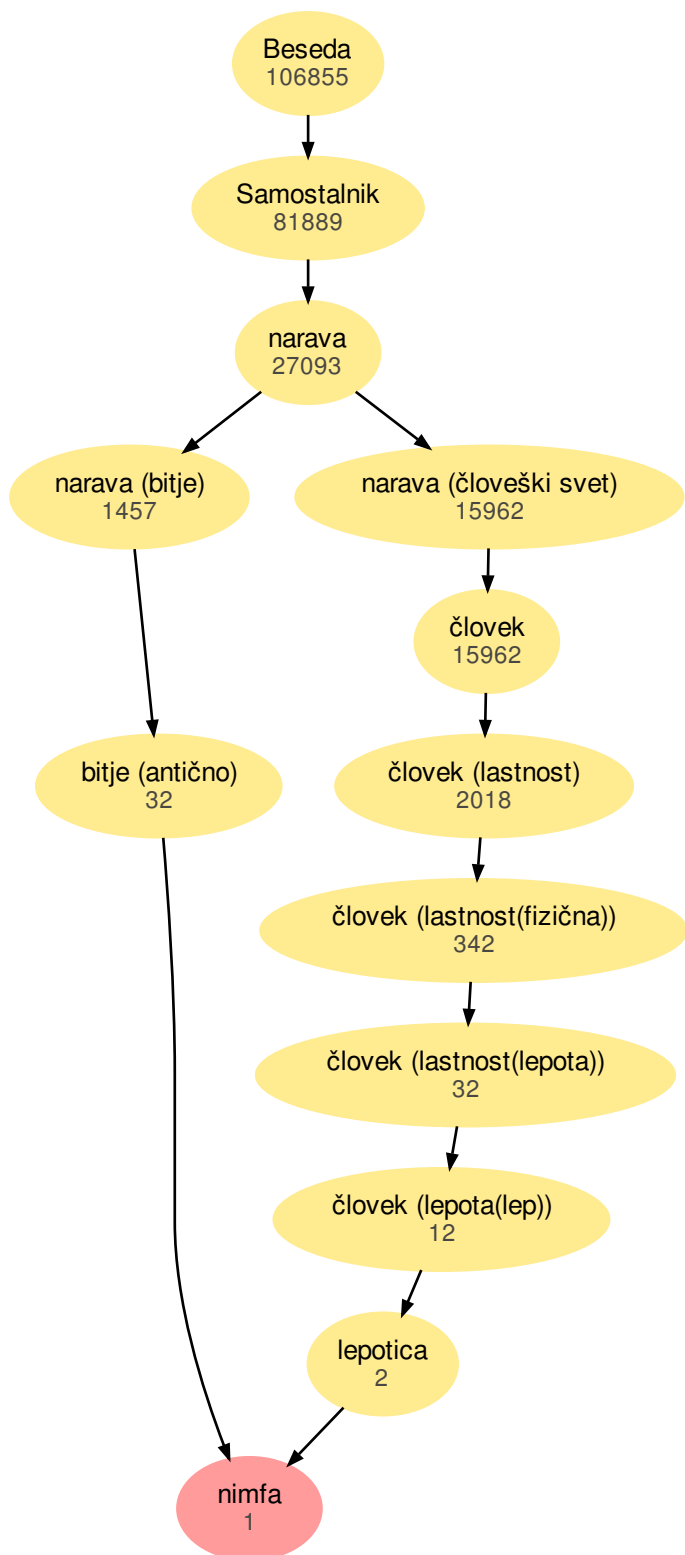 Beseda
106855
Samostalnik
81889
narava
27093
narava (bitje)
1457
narava (človeški svet)
15962
človek
15962
bitje (antično)
32
človek (lastnost)
2018
človek (lastnost(fizična))
342
človek (lastnost(lepota))
32
človek (lepota(lep))
12
lepotica
2
nimfa
1